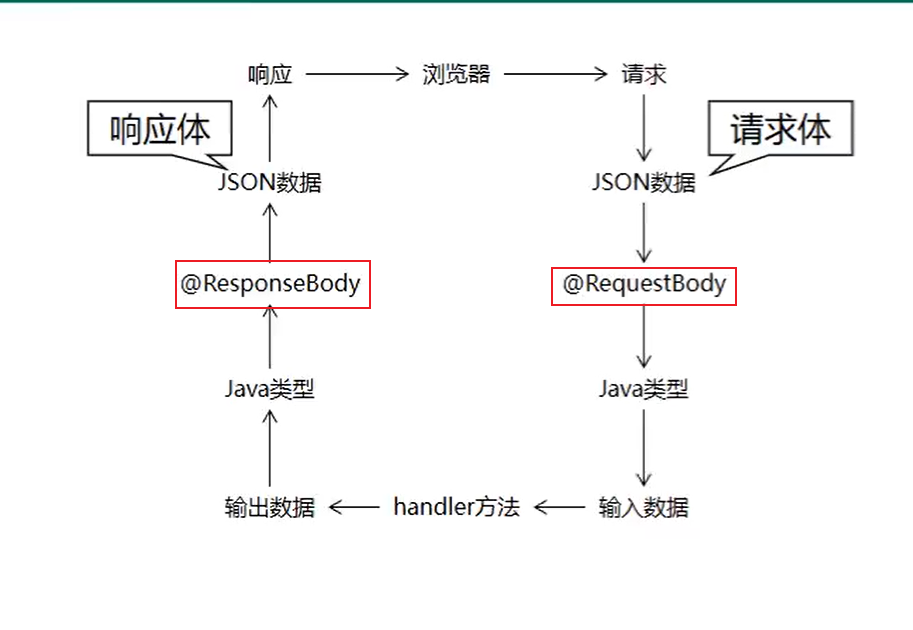 响应
浏览器
请求
响应体
请求体
JSON数据
JSON数据
@ResponseBody
@RequestBody
Java类型
Java类型
输出数据
handler方法
输入数据